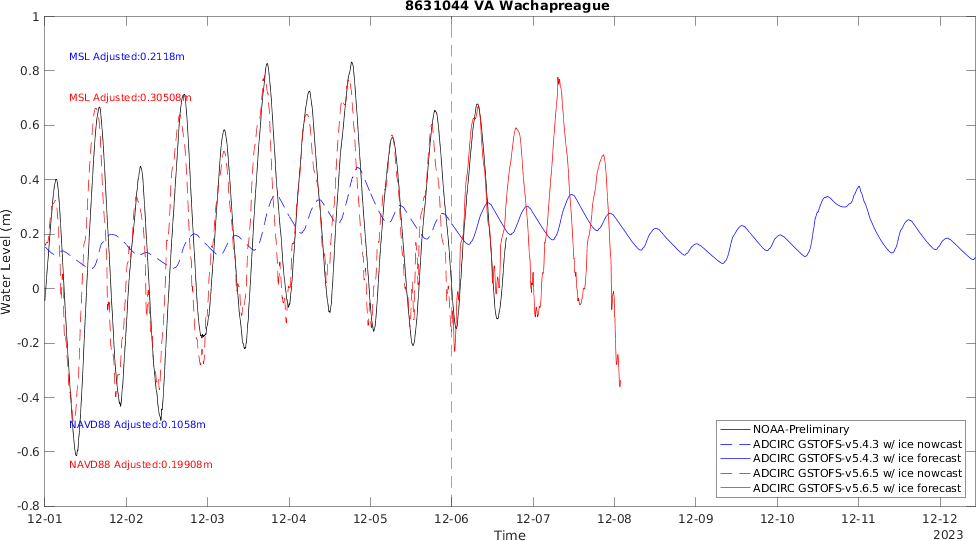 8631044 VA Wachapreague
MSL Adjusted:0.2118m
MSL Adjusted:0.30508m
NAVD88 Adjusted:0.1058m
NAVD88 Adjusted:0.19908m
Water Level (m)
1
0.8
0.6
0.4
0.2
0
-0.2
-0.4
-0.6
-0.8
NOAA-Preliminary
ADCIRC GSTOFS-v5.4.3 w/ ice nowcast
ADCIRC GSTOFS-v5.4.3 w/ ice forecast
ADCIRC GSTOFS-v5.6.5 w/ ice nowcast
ADCIRC GSTOFS-v5.6.5 w/ ice forecast
12-01 12-02 12-03 12-04 12-05 12-06 12-07 12-08 12-09 12-10 12-11 12-12
2023
Time